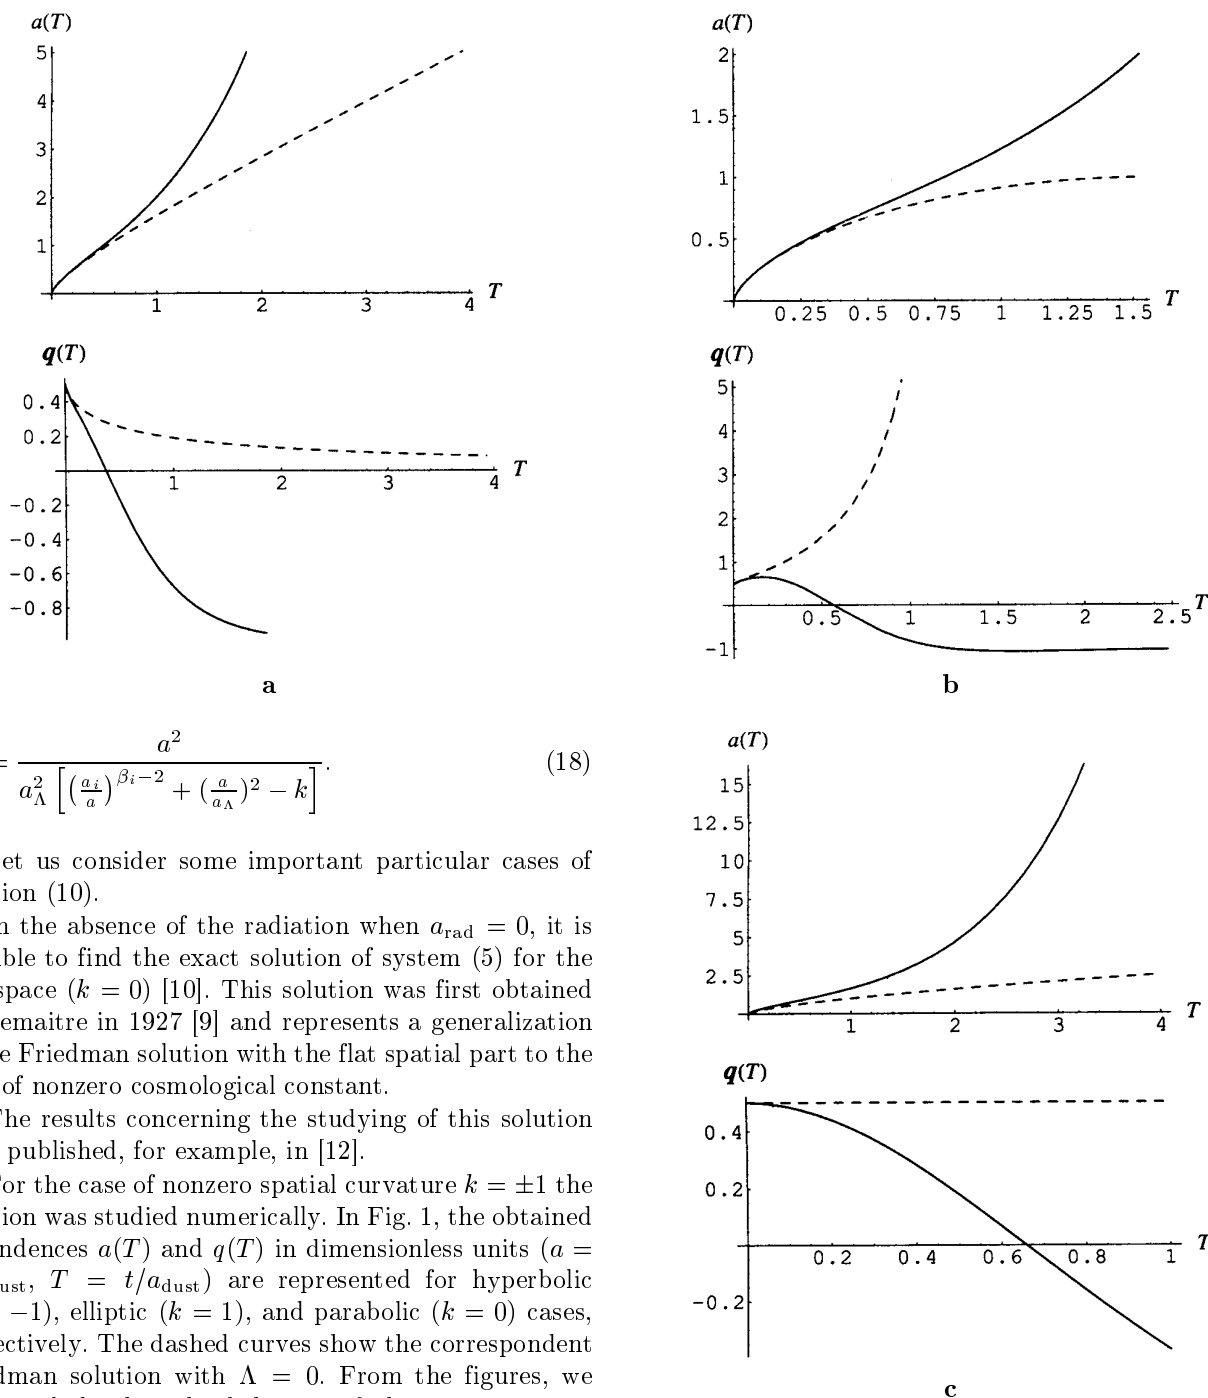 a(T)
5
4
3
2
1
1 2 3 4 T
q(T)
0.4
0.2
1 2 3 4 T
-0.2
-0.4
-0.6
-0.8
a
a(T)
2
1.5
1
0.5
0.25 0.5 0.75 1 1.25 1.5 T
q(T)
5
4
3
2
1
0.5 1 1.5 2 2.5 T
-1
b
= a^2 / a_Λ^2 [(a_i/a)^{β_i−2} + (a/a_Λ)^2 − k] . (18)
et us consider some important particular cases of
ion (10).
n the absence of the radiation when a_rad = 0, it is
ble to find the exact solution of system (5) for the
space (k = 0) [10]. This solution was first obtained
emaitre in 1927 [9] and represents a generalization
e Friedman solution with the flat spatial part to the
of nonzero cosmological constant.
The results concerning the studying of this solution
published, for example, in [12].
For the case of nonzero spatial curvature k = ±1 the
ion was studied numerically. In Fig. 1, the obtained
ndences a(T) and q(T) in dimensionless units (a =
ust, T = t/a_dust) are represented for hyperbolic
−1), elliptic (k = 1), and parabolic (k = 0) cases,
ectively. The dashed curves show the correspondent
dman solution with Λ = 0. From the figures, we
a(T)
15
12.5
10
7.5
5
2.5
1 2 3 4 T
q(T)
0.4
0.2
0.2 0.4 0.6 0.8 1 T
-0.2
c